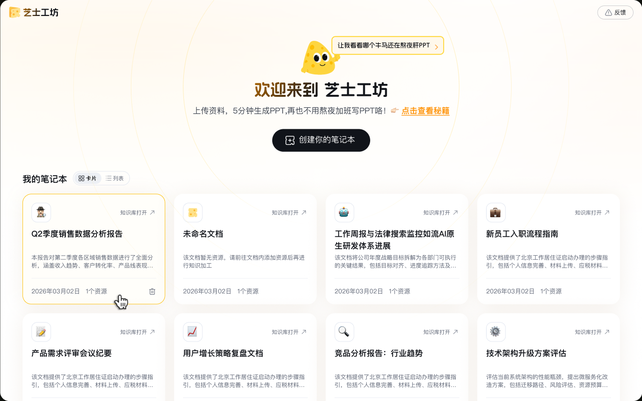 芝士工坊
反馈
让我看看哪个牛马还在熬夜肝PPT
欢迎来到 芝士工坊
上传资料，5分钟生成PPT,再也不用熬夜加班写PPT咯！👉 点击查看秘籍
创建你的笔记本
我的笔记本 卡片 列表
知识库打开
Q2季度销售数据分析报告
本报告对第二季度各区域销售数据进行了全面分
析，涵盖收入趋势、客户转化率、产品线表现...
2026年03月02日 1个资源
知识库打开
未命名文档
该文档暂无资源，请前往文档内添加资源后再进
行知识加工
2026年03月02日 1个资源
知识库打开
工作周报与法律搜索监控如流AI原
生研发体系进展
该文档将公司年度战略目标拆解为各部门可执行
的关键结果，包括目标对齐、进度追踪方法及...
2026年03月02日 1个资源
知识库打开
新员工入职流程指南
该文档提供了北京工作居住证启动办理的步骤指
引，包括个人信息完善、材料上传、应税材料...
2026年03月02日 1个资源
知识库打开
产品需求评审会议纪要
该文档提供了北京工作居住证启动办理的步骤指
引，包括个人信息完善、材料上传、应税材料...
知识库打开
用户增长策略复盘文档
该文档提供了北京工作居住证启动办理的步骤指
引，包括个人信息完善、材料上传、应税材料...
知识库打开
竞品分析报告：行业趋势
该文档提供了北京工作居住证启动办理的步骤指
引，包括个人信息完善、材料上传、应税材料...
知识库打开
技术架构升级方案评估
评估当前系统架构的性能瓶颈，提出微服务化改
造方案，包括迁移路径、风险评估、资源预算...